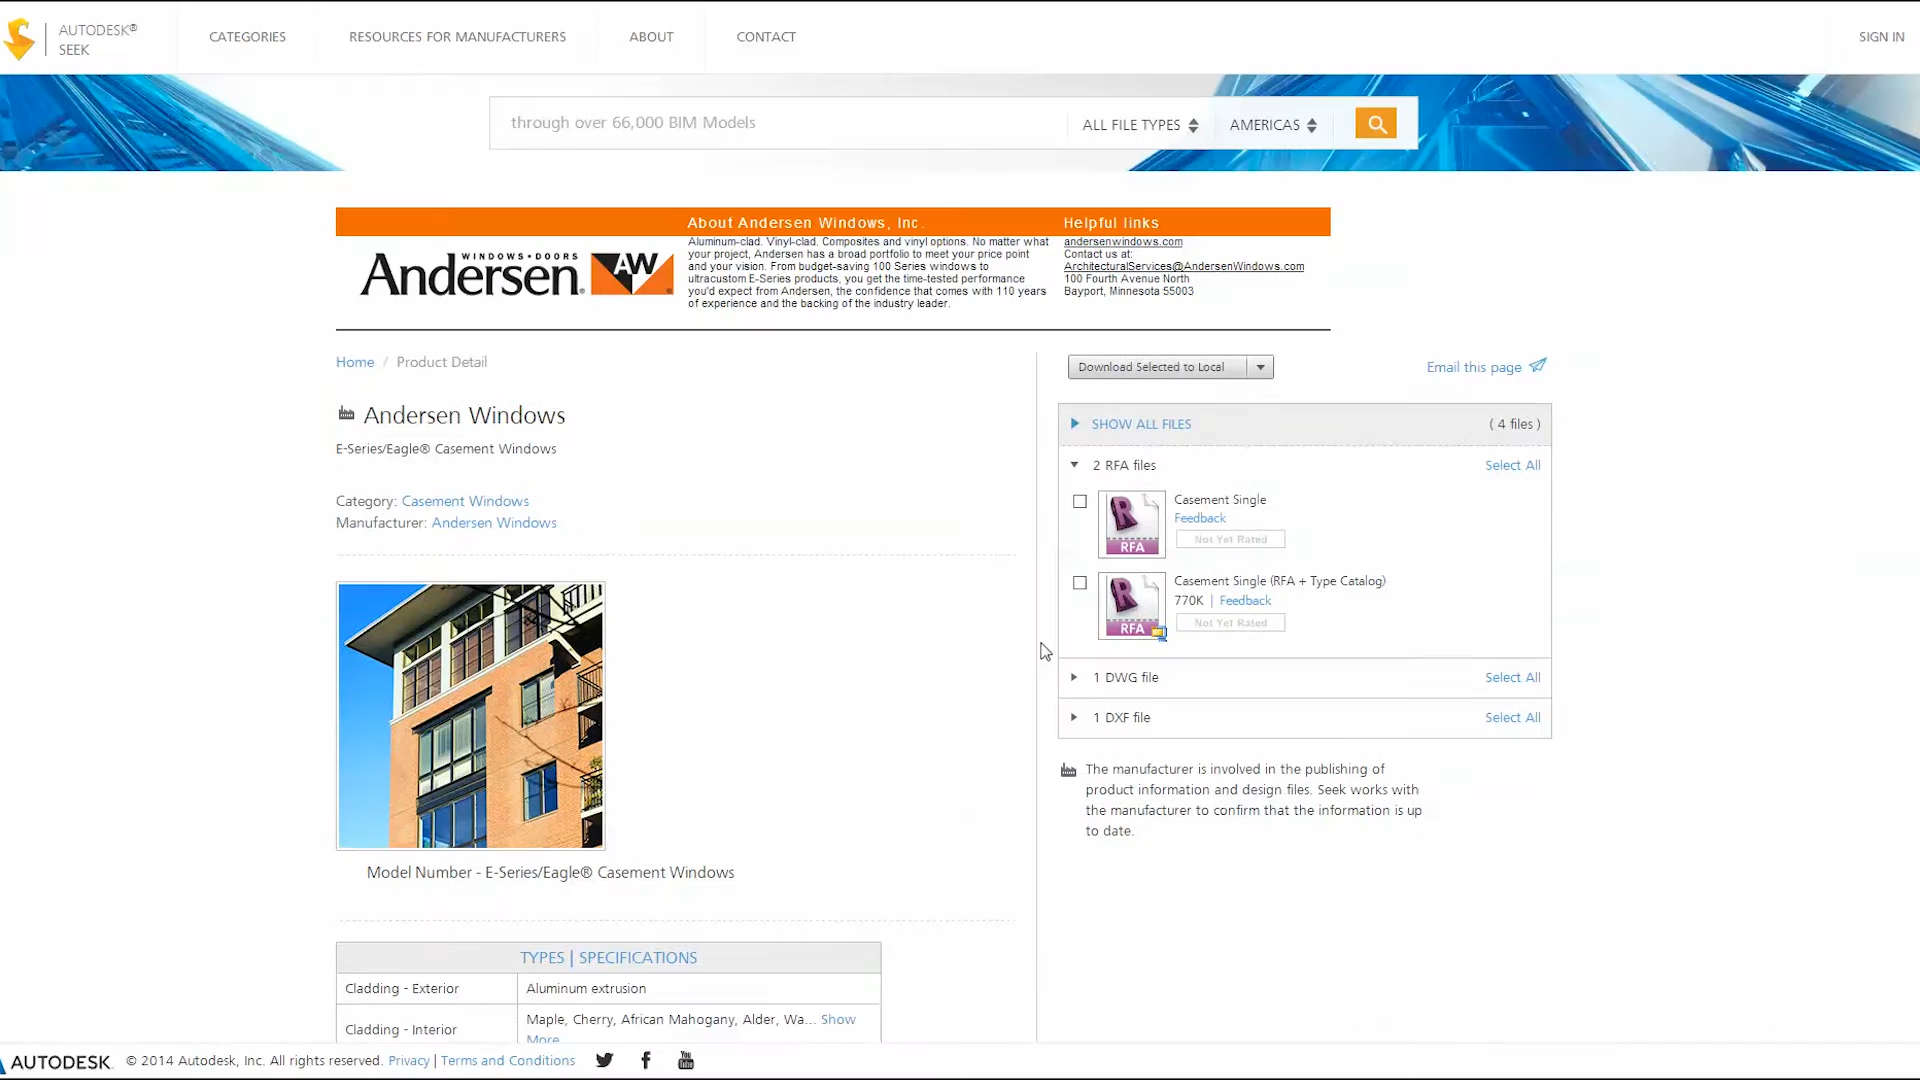 AUTODESK®
SEEK
CATEGORIES
RESOURCES FOR MANUFACTURERS
ABOUT
CONTACT
SIGN IN
through over 66,000 BIM Models
ALL FILE TYPES
AMERICAS
WINDOWS•DOORS
Andersen®
AW
About Andersen Windows, Inc.
Aluminum-clad. Vinyl-clad. Composites and vinyl options. No matter what
your project, Andersen has a broad portfolio to meet your price point
and your vision. From budget-saving 100 Series windows to
ultracustom E-Series products, you get the time-tested performance
you'd expect from Andersen, the confidence that comes with 110 years
of experience and the backing of the industry leader.
Helpful links
andersenwindows.com
Contact us at:
ArchitecturalServices@AndersenWindows.com
100 Fourth Avenue North
Bayport, Minnesota 55003
Home / Product Detail
Andersen Windows
E-Series/Eagle® Casement Windows
Category: Casement Windows
Manufacturer: Andersen Windows
Model Number - E-Series/Eagle® Casement Windows
TYPES | SPECIFICATIONS
Cladding - Exterior
Aluminum extrusion
Cladding - Interior
Maple, Cherry, African Mahogany, Alder, Wa... Show
More
Download Selected to Local
Email this page
SHOW ALL FILES
( 4 files )
2 RFA files
Select All
R
RFA
Casement Single
Feedback
Not Yet Rated
R
RFA
Casement Single (RFA + Type Catalog)
770K | Feedback
Not Yet Rated
1 DWG file
Select All
1 DXF file
Select All
The manufacturer is involved in the publishing of
product information and design files. Seek works with
the manufacturer to confirm that the information is up
to date.
AUTODESK.
© 2014 Autodesk, Inc. All rights reserved. Privacy | Terms and Conditions
You